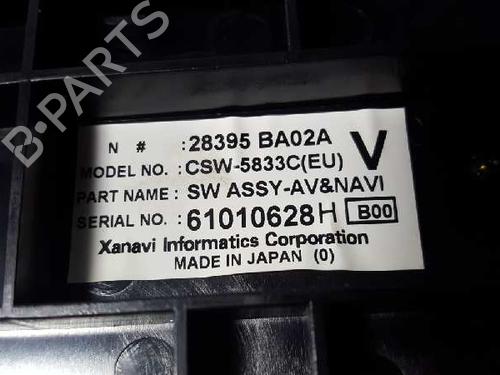 N #: 28395 BA02A
MODEL NO.: CSW-5833C(EU) V
PART NAME: SW ASSY-AV&NAVI
SERIAL NO.: 61010628H B00
Xanavi Informatics Corporation
MADE IN JAPAN (0)
B-PARTS